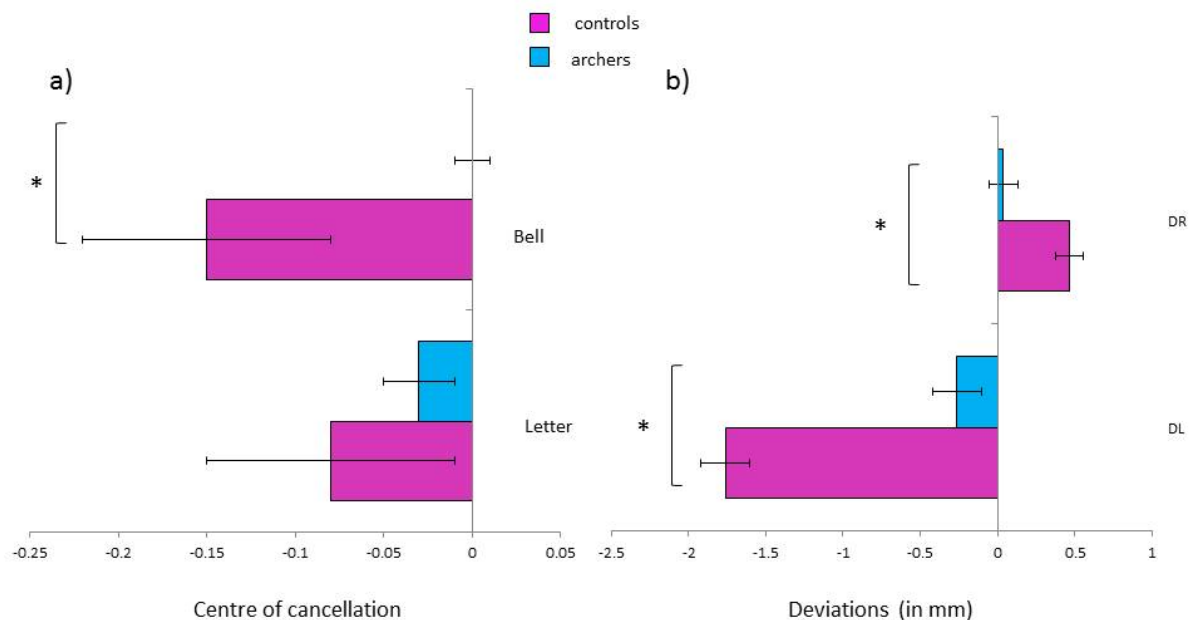 controls
archers
a)
b)
*
Bell
Letter
-0.25 -0.2 -0.15 -0.1 -0.05 0 0.05
Centre of cancellation
*
DR
*
DL
-2.5 -2 -1.5 -1 -0.5 0 0.5 1
Deviations (in mm)